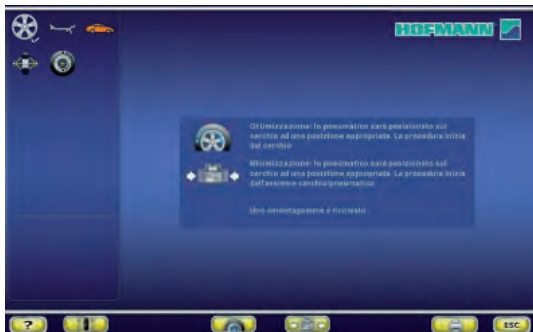 HOFMANN
Ottimizzazione: lo pneumatico sarà posizionato sul
cerchio ad una posizione appropriata. La procedura inizia
dal cerchio
Minimizzazione: lo pneumatico sarà posizionato sul
cerchio ad una posizione appropriata. La procedura inizia
dall'assieme cerchio/pneumatico
Uno smontagomme è richiesto
?
ESC